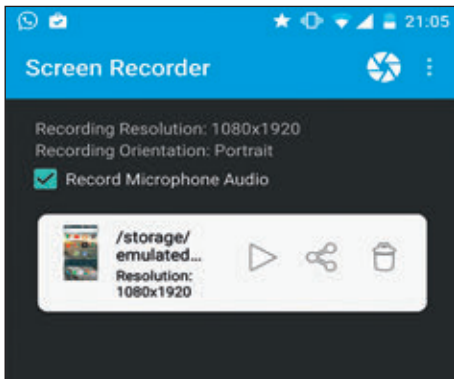 21:05
Screen Recorder
Recording Resolution: 1080x1920
Recording Orientation: Portrait
Record Microphone Audio
/storage/
emulated...
Resolution:
1080x1920